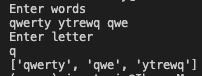 Enter words
qwerty ytrewq qwe
Enter letter
q
['qwerty', 'qwe', 'ytrewq']